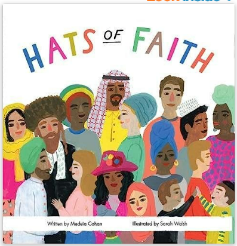 HATS OF FAITH
Written by Medeia Cohan Illustrated by Sarah Walsh